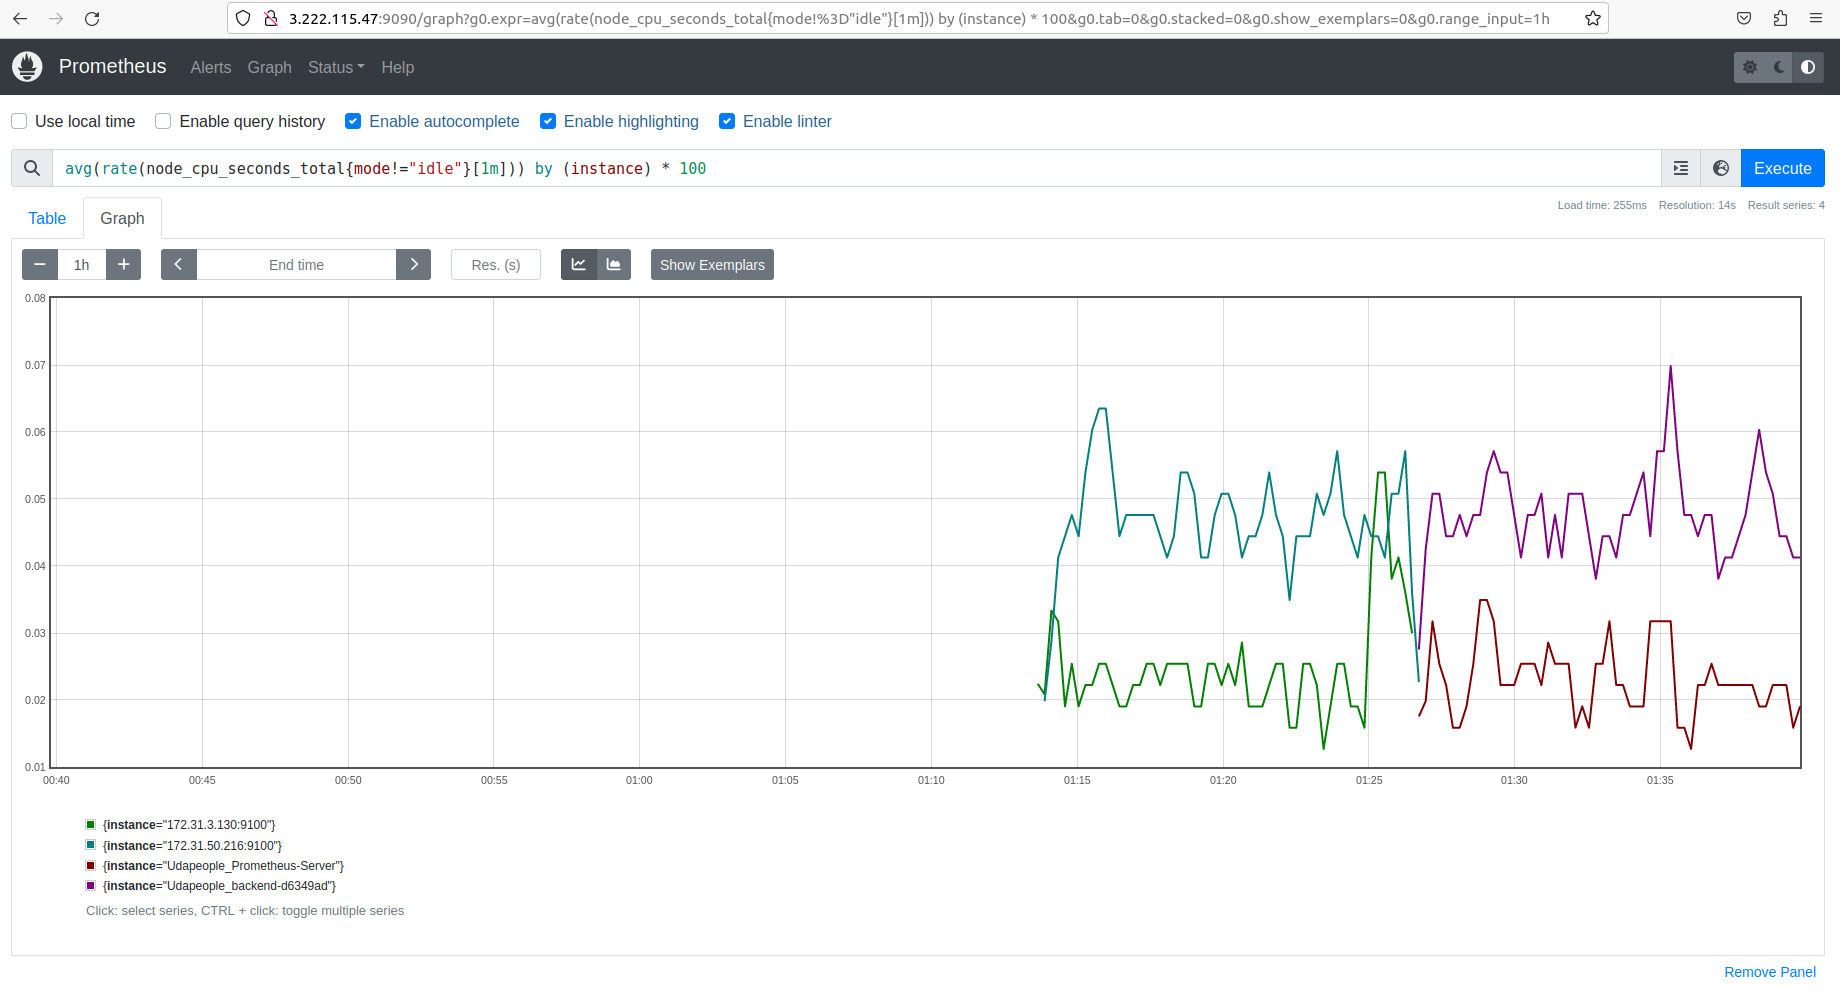 3.222.115.47:9090/graph?g0.expr=avg(rate(node_cpu_seconds_total{mode!%3D"idle"}[1m])) by (instance) * 100&g0.tab=0&g0.stacked=0&g0.show_exemplars=0&g0.range_input=1h
Prometheus Alerts Graph Status Help
Use local time Enable query history Enable autocomplete Enable highlighting Enable linter
avg(rate(node_cpu_seconds_total{mode!="idle"}[1m])) by (instance) * 100 Execute
Table Graph Load time: 255ms Resolution: 14s Result series: 4
1h End time Res. (s) Show Exemplars
0.08
0.07
0.06
0.05
0.04
0.03
0.02
0.01
00:40 00:45 00:50 00:55 01:00 01:05 01:10 01:15 01:20 01:25 01:30 01:35
{instance="172.31.3.130:9100"}
{instance="172.31.50.216:9100"}
{instance="Udapeople_Prometheus-Server"}
{instance="Udapeople_backend-d6349ad"}
Click: select series, CTRL + click: toggle multiple series
Remove Panel